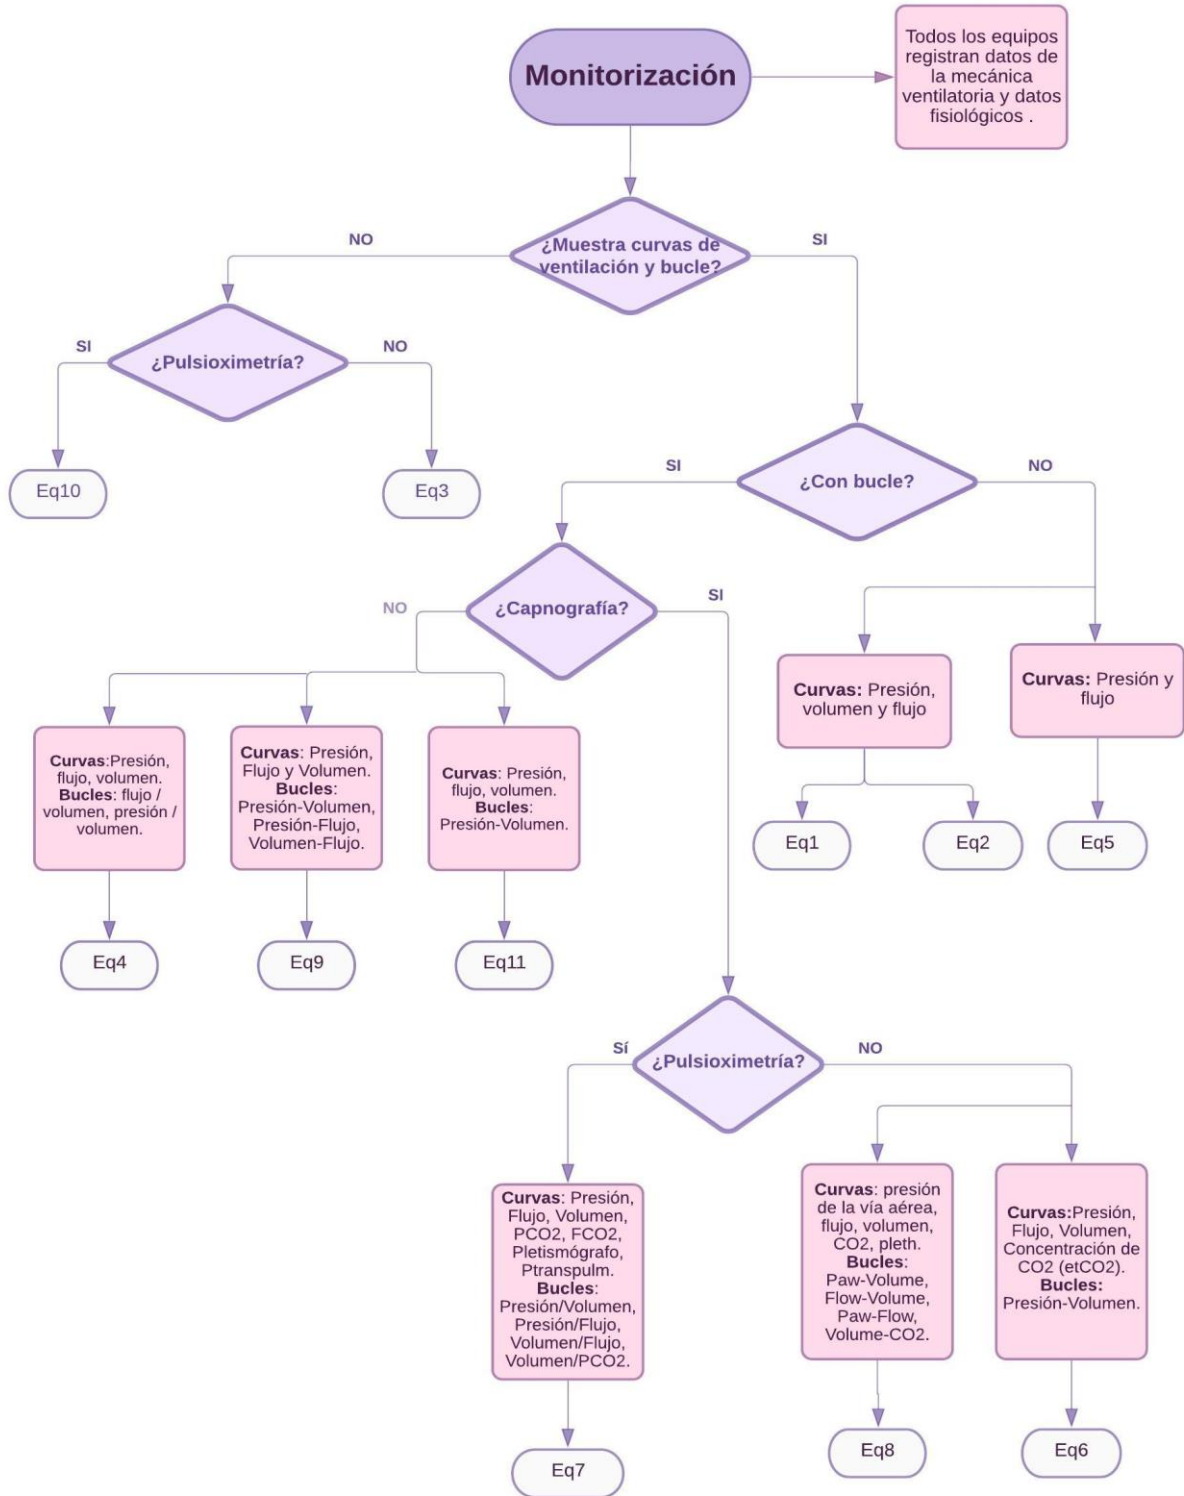 Monitorización
Todos los equipos
registran datos de
la mecánica
ventilatoria y datos
fisiológicos .
¿Muestra curvas de
ventilación y bucle?
NO
SI
¿Pulsioximetría?
SI
NO
Eq10
Eq3
¿Con bucle?
SI
NO
¿Capnografía?
NO
SI
Curvas: Presión,
volumen y flujo
Curvas: Presión y
flujo
Eq1
Eq2
Eq5
Curvas:Presión,
flujo, volumen.
Bucles: flujo /
volumen, presión /
volumen.
Curvas: Presión,
Flujo y Volumen.
Bucles:
Presión-Volumen,
Presión-Flujo,
Volumen-Flujo.
Curvas: Presión,
flujo, volumen.
Bucles:
Presión-Volumen.
Eq4
Eq9
Eq11
¿Pulsioximetría?
Sí
NO
Curvas: Presión,
Flujo, Volumen,
PCO2, FCO2,
Pletismógrafo,
Ptranspulm.
Bucles:
Presión/Volumen,
Presión/Flujo,
Volumen/Flujo,
Volumen/PCO2.
Curvas: presión
de la vía aérea,
flujo, volumen,
CO2, pleth.
Bucles:
Paw-Volume,
Flow-Volume,
Paw-Flow,
Volume-CO2.
Curvas:Presión,
Flujo, Volumen,
Concentración de
CO2 (etCO2).
Bucles:
Presión-Volumen.
Eq7
Eq8
Eq6